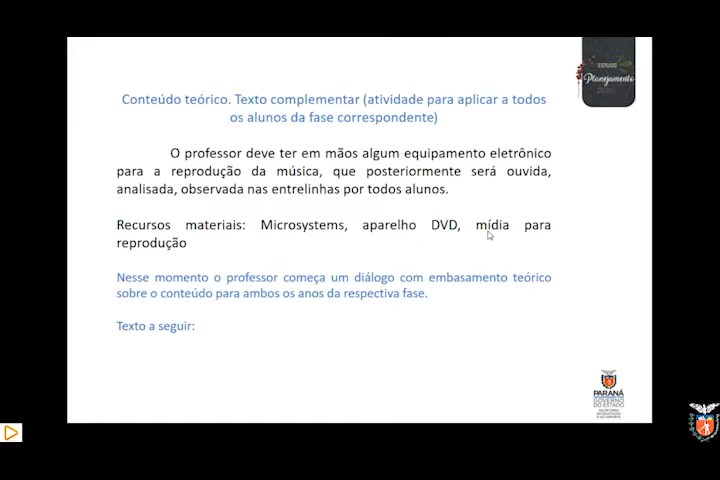 ESTUDO
Planejamento
2020
Conteúdo teórico. Texto complementar (atividade para aplicar a todos
os alunos da fase correspondente)
O professor deve ter em mãos algum equipamento eletrônico
para a reprodução da música, que posteriormente será ouvida,
analisada, observada nas entrelinhas por todos alunos.
Recursos materiais: Microsystems, aparelho DVD, mídia para
reprodução
Nesse momento o professor começa um diálogo com embasamento teórico
sobre o conteúdo para ambos os anos da respectiva fase.
Texto a seguir:
PARANÁ
GOVERNO DO ESTADO
SECRETARIA
DA EDUCAÇÃO
E DO ESPORTE